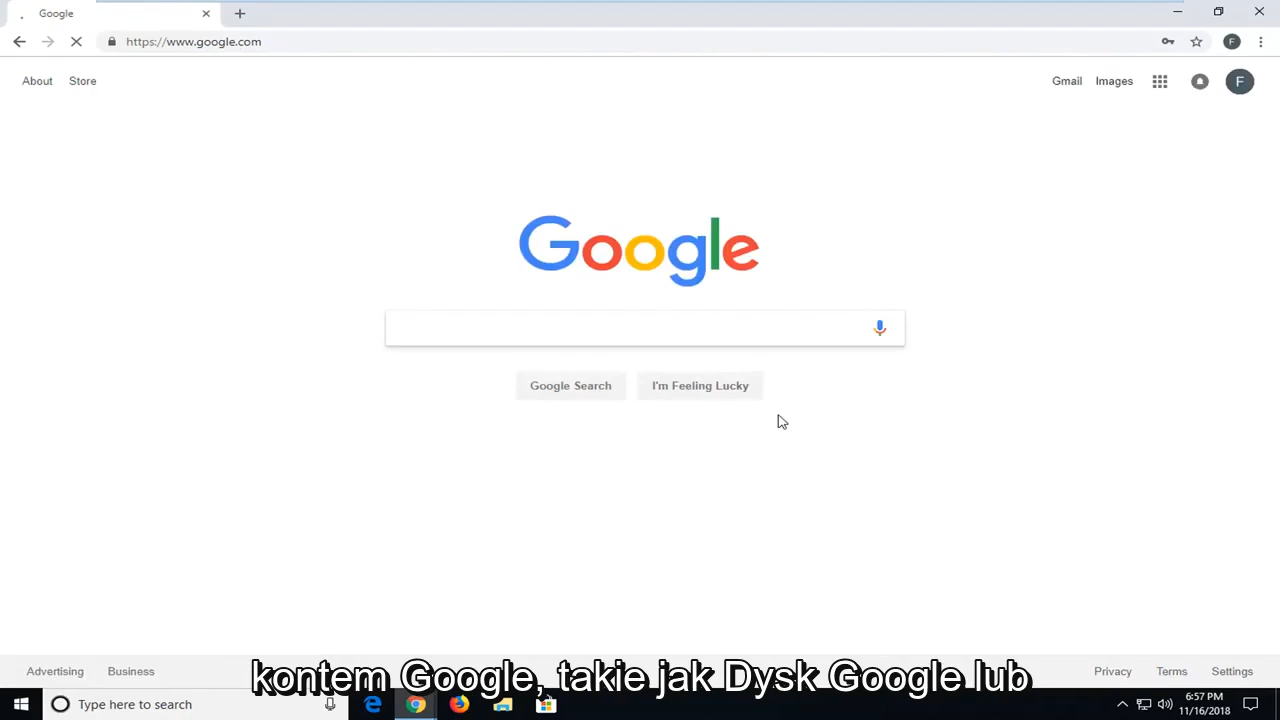 Google
https://www.google.com
F
About Store
Gmail Images
F
Google
Google Search I'm Feeling Lucky
Advertising Business
Privacy Terms Settings
kontem Google, takie jak Dysk Google lub
Type here to search
6:57 PM
11/16/2018